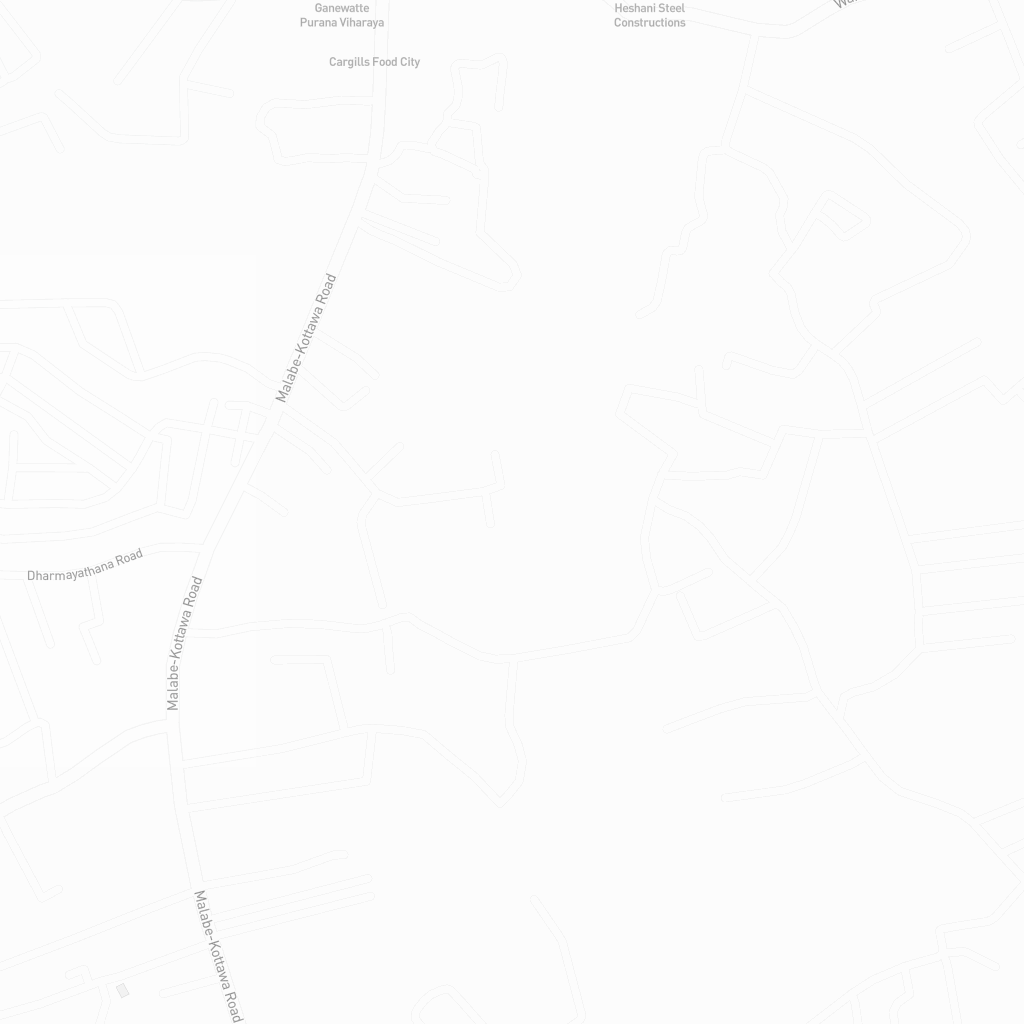 Ganewatte
Purana Viharaya
Heshani Steel
Constructions
Cargills Food City
Malabe-Kottawa Road
Dharmayathana Road
Malabe-Kottawa Road
Malabe-Kottawa Road